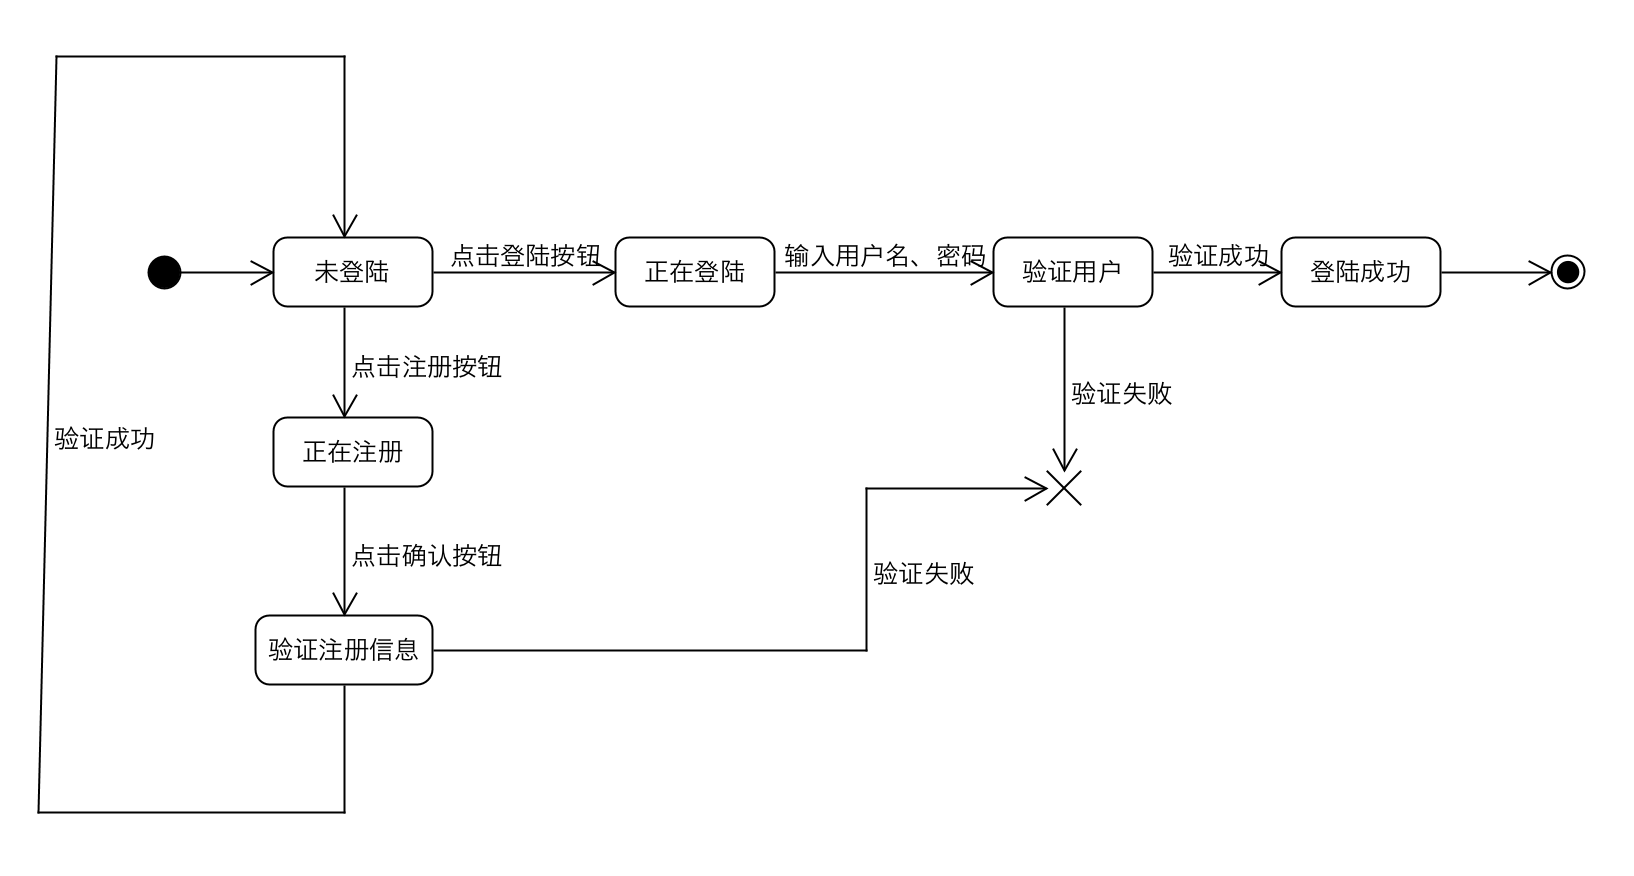 未登陆
点击登陆按钮
正在登陆
输入用户名、密码
验证用户
验证成功
登陆成功
点击注册按钮
验证失败
验证成功
正在注册
点击确认按钮
验证失败
验证注册信息